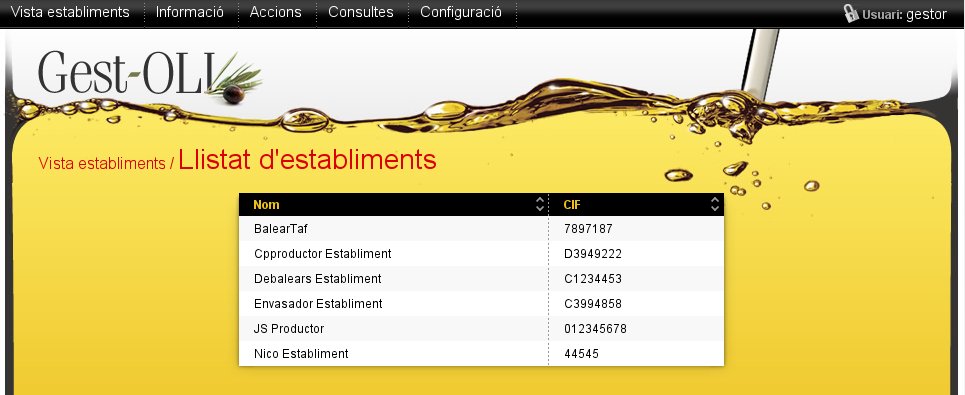 Vista establiments Informació Accions Consultes Configuració Usuari: gestor
Gest-OLI
Vista establiments / Llistat d'establiments
Nom CIF
BalearTaf 7897187
Cpproductor Establiment D3949222
Debalears Establiment C1234453
Envasador Establiment C3994858
JS Productor 012345678
Nico Establiment 44545